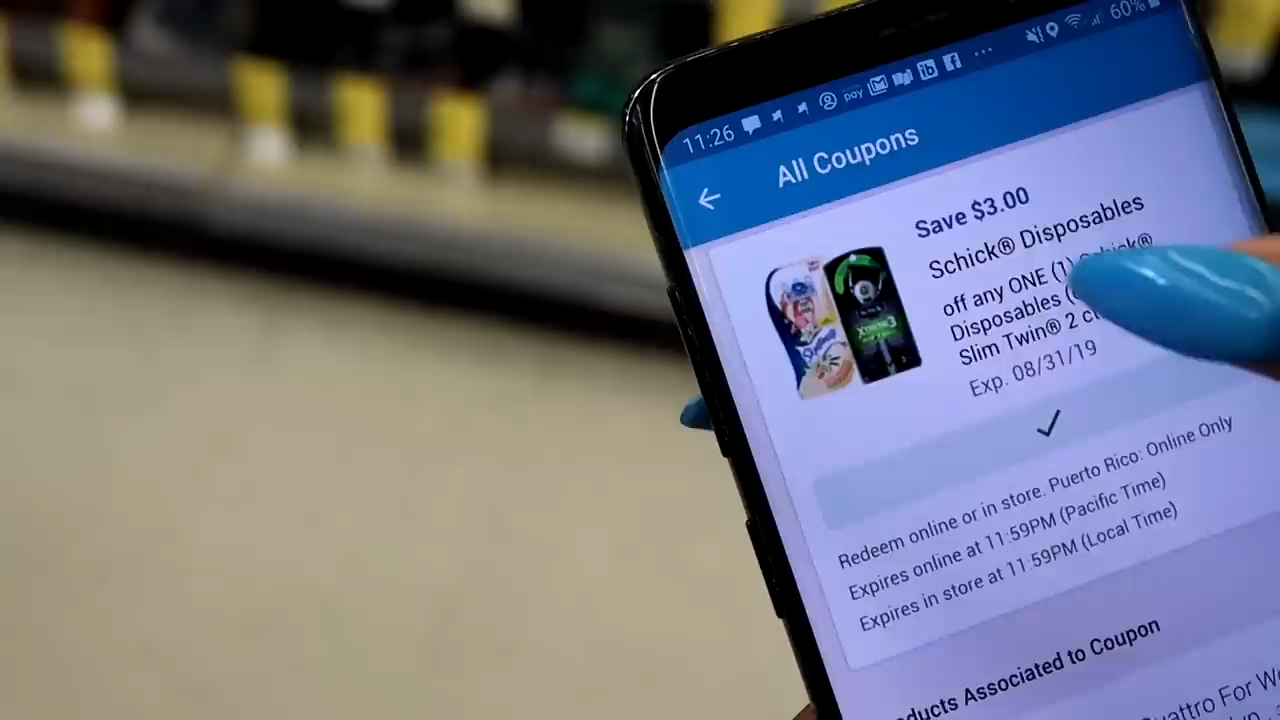 11:26
pay
60%
All Coupons
Save $3.00
Schick® Disposables
off any ONE (1) Schick®
Disposables (
Slim Twin® 2 ct
Exp. 08/31/19
XTREME3
Redeem online or in store. Puerto Rico: Online Only
Expires online at 11:59PM (Pacific Time)
Expires in store at 11:59PM (Local Time)
ducts Associated to Coupon
Quattro For W